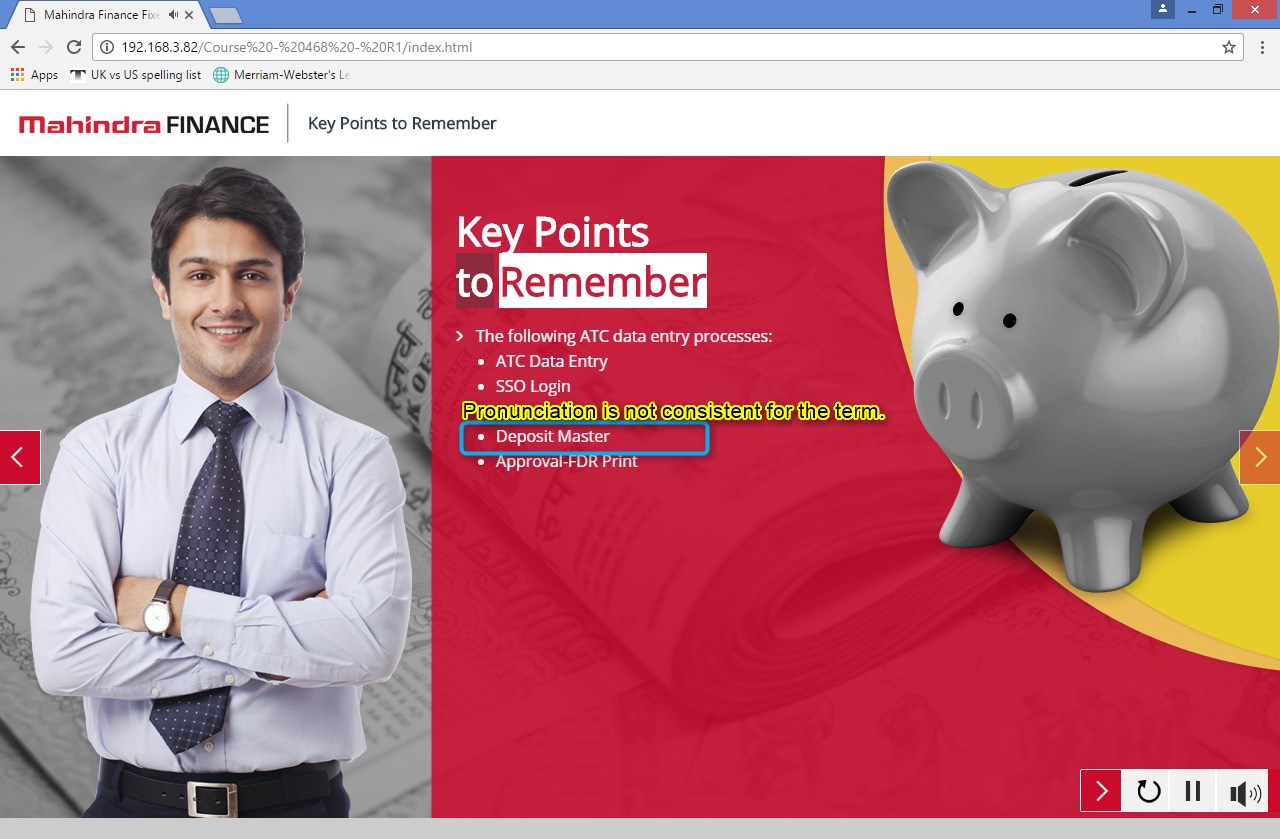 Mahindra Finance Fixe
192.168.3.82/Course%20-%20468%20-%20R1/index.html
Apps
UK vs US spelling list
Merriam-Webster's Le
Mahindra FINANCE
Key Points to Remember
Key Points
to Remember
The following ATC data entry processes:
ATC Data Entry
SSO Login
Pronunciation is not consistent for the term.
Deposit Master
Approval-FDR Print